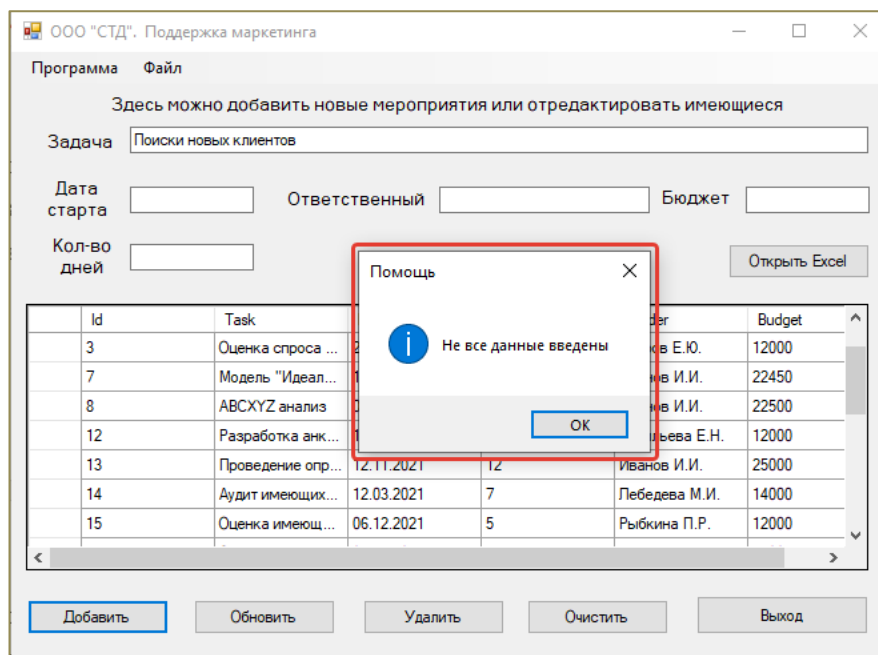 ООО "СТД". Поддержка маркетинга
Программа Файл
Здесь можно добавить новые мероприятия или отредактировать имеющиеся
Задача Поиски новых клиентов
Дата старта Ответственный Бюджет
Кол-во дней Открыть Excel
Помощь
Не все данные введены
ОК
Id Task Budget
3 Оценка спроса ... Е.Ю. 12000
7 Модель "Идеал... И.И. 22450
8 ABCXYZ анализ И.И. 22500
12 Разработка анк... Е.Н. 12000
13 Проведение опр... 12.11.2021 12 Иванов И.И. 25000
14 Аудит имеющих... 12.03.2021 7 Лебедева М.И. 14000
15 Оценка имеющ... 06.12.2021 5 Рыбкина П.Р. 12000
Добавить Обновить Удалить Очистить Выход